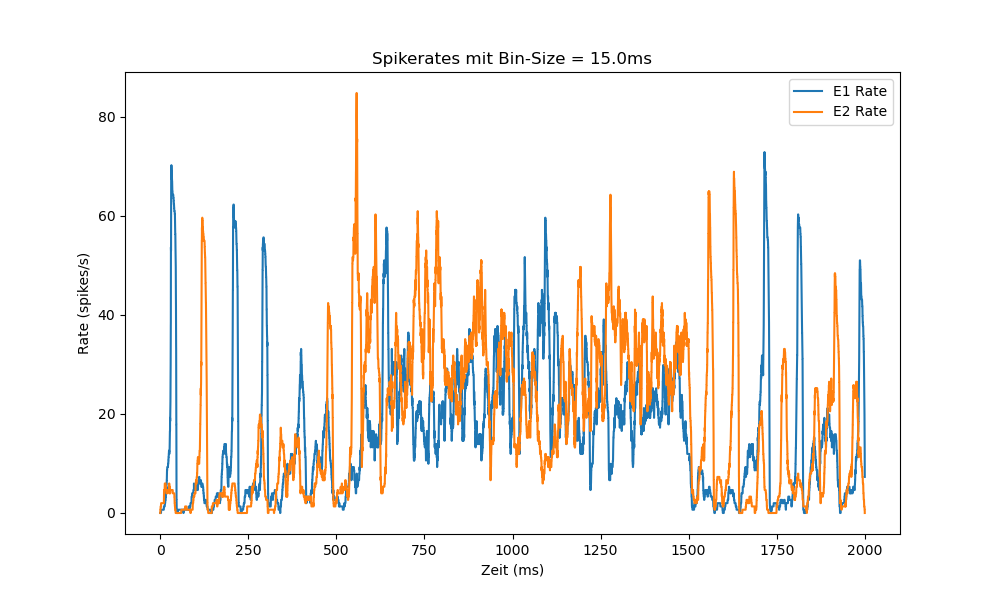 Spikerates mit Bin-Size = 15.0ms
E1 Rate
E2 Rate
80
60
40
20
0
Rate (spikes/s)
0 250 500 750 1000 1250 1500 1750 2000
Zeit (ms)